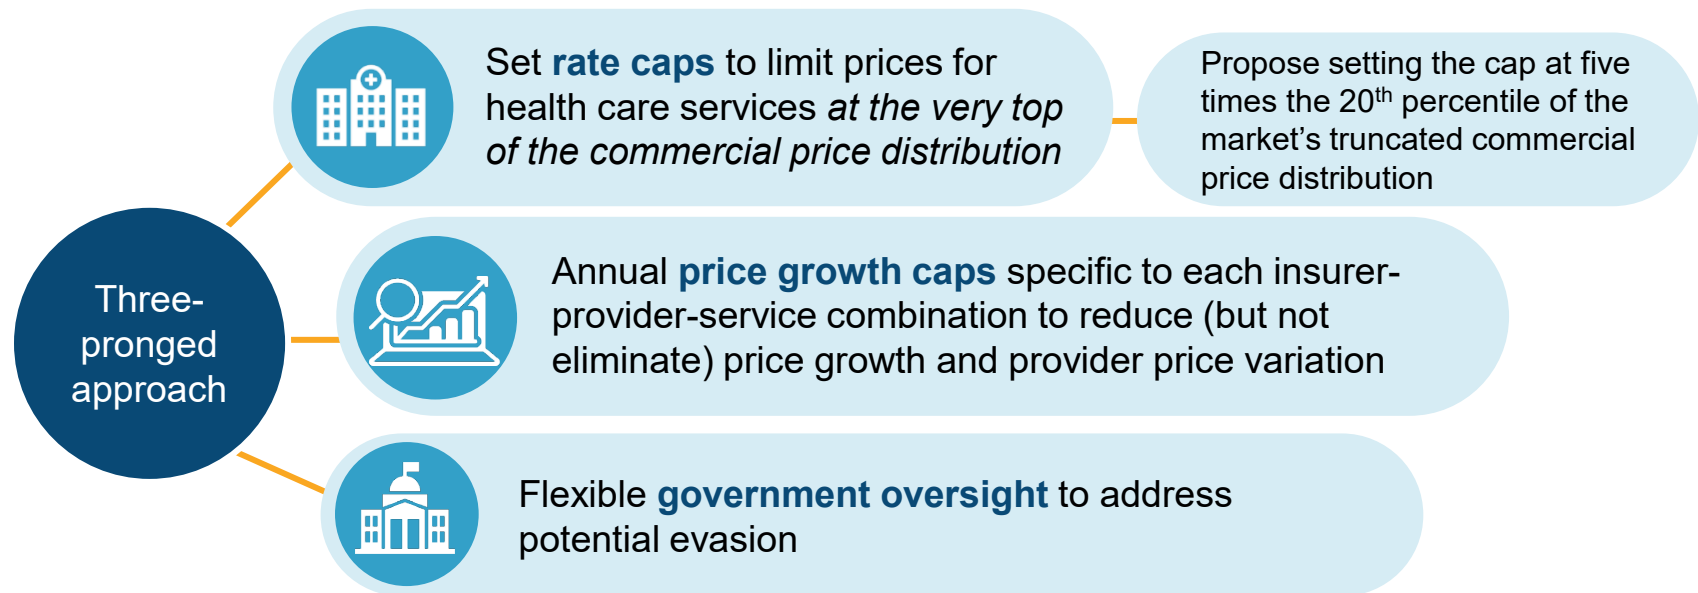 Set rate caps to limit prices for
health care services at the very top
of the commercial price distribution
Propose setting the cap at five
times the 20th percentile of the
market’s truncated commercial
price distribution
Three-
pronged
approach
Annual price growth caps specific to each insurer-
provider-service combination to reduce (but not
eliminate) price growth and provider price variation
Flexible government oversight to address
potential evasion